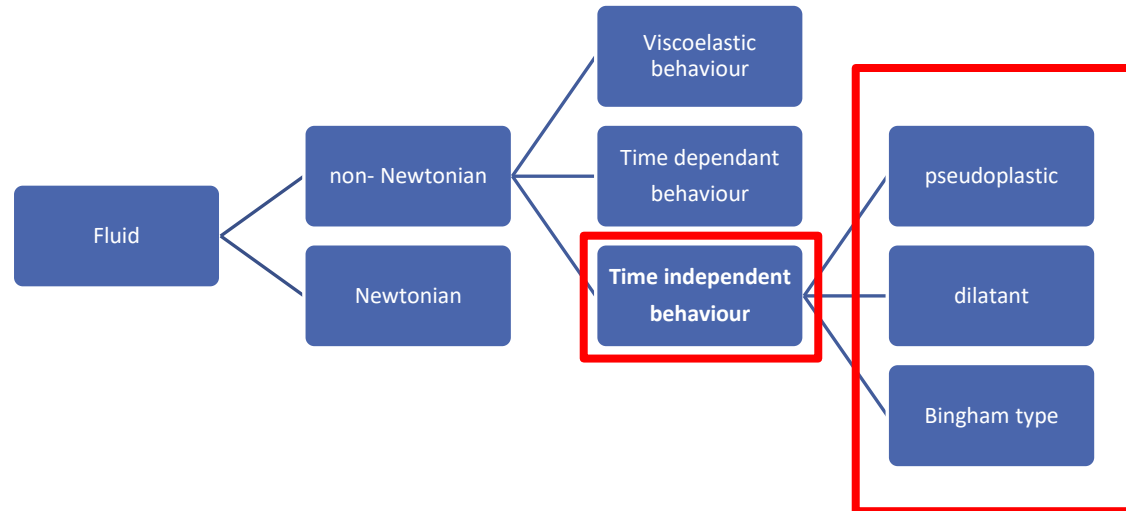 Fluid
non- Newtonian
Newtonian
Viscoelastic
behaviour
Time dependant
behaviour
Time independent
behaviour
pseudoplastic
dilatant
Bingham type